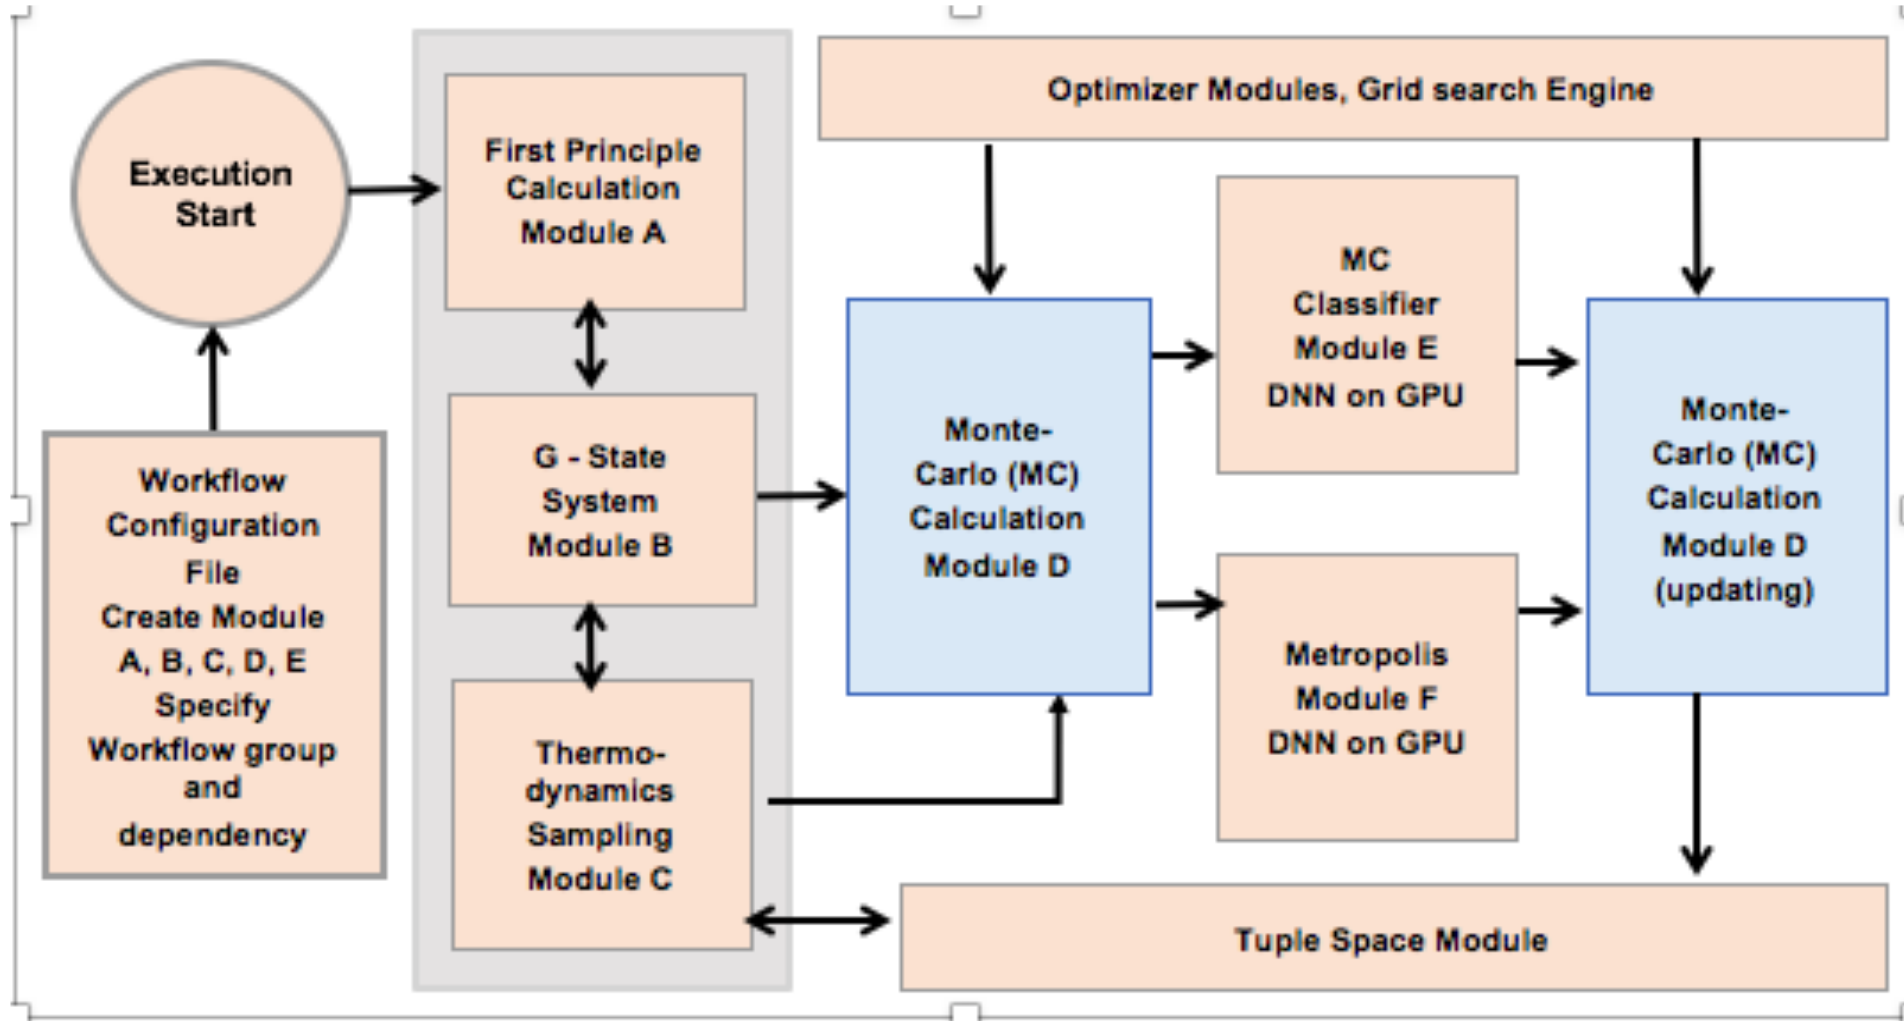 Execution
Start
Workflow
Configuration
File
Create Module
A, B, C, D, E
Specify
Workflow group
and
dependency
First Principle
Calculation
Module A
G - State
System
Module B
Thermo-
dynamics
Sampling
Module C
Optimizer Modules, Grid search Engine
Monte-
Carlo (MC)
Calculation
Module D
MC
Classifier
Module E
DNN on GPU
Metropolis
Module F
DNN on GPU
Monte-
Carlo (MC)
Calculation
Module D
(updating)
Tuple Space Module